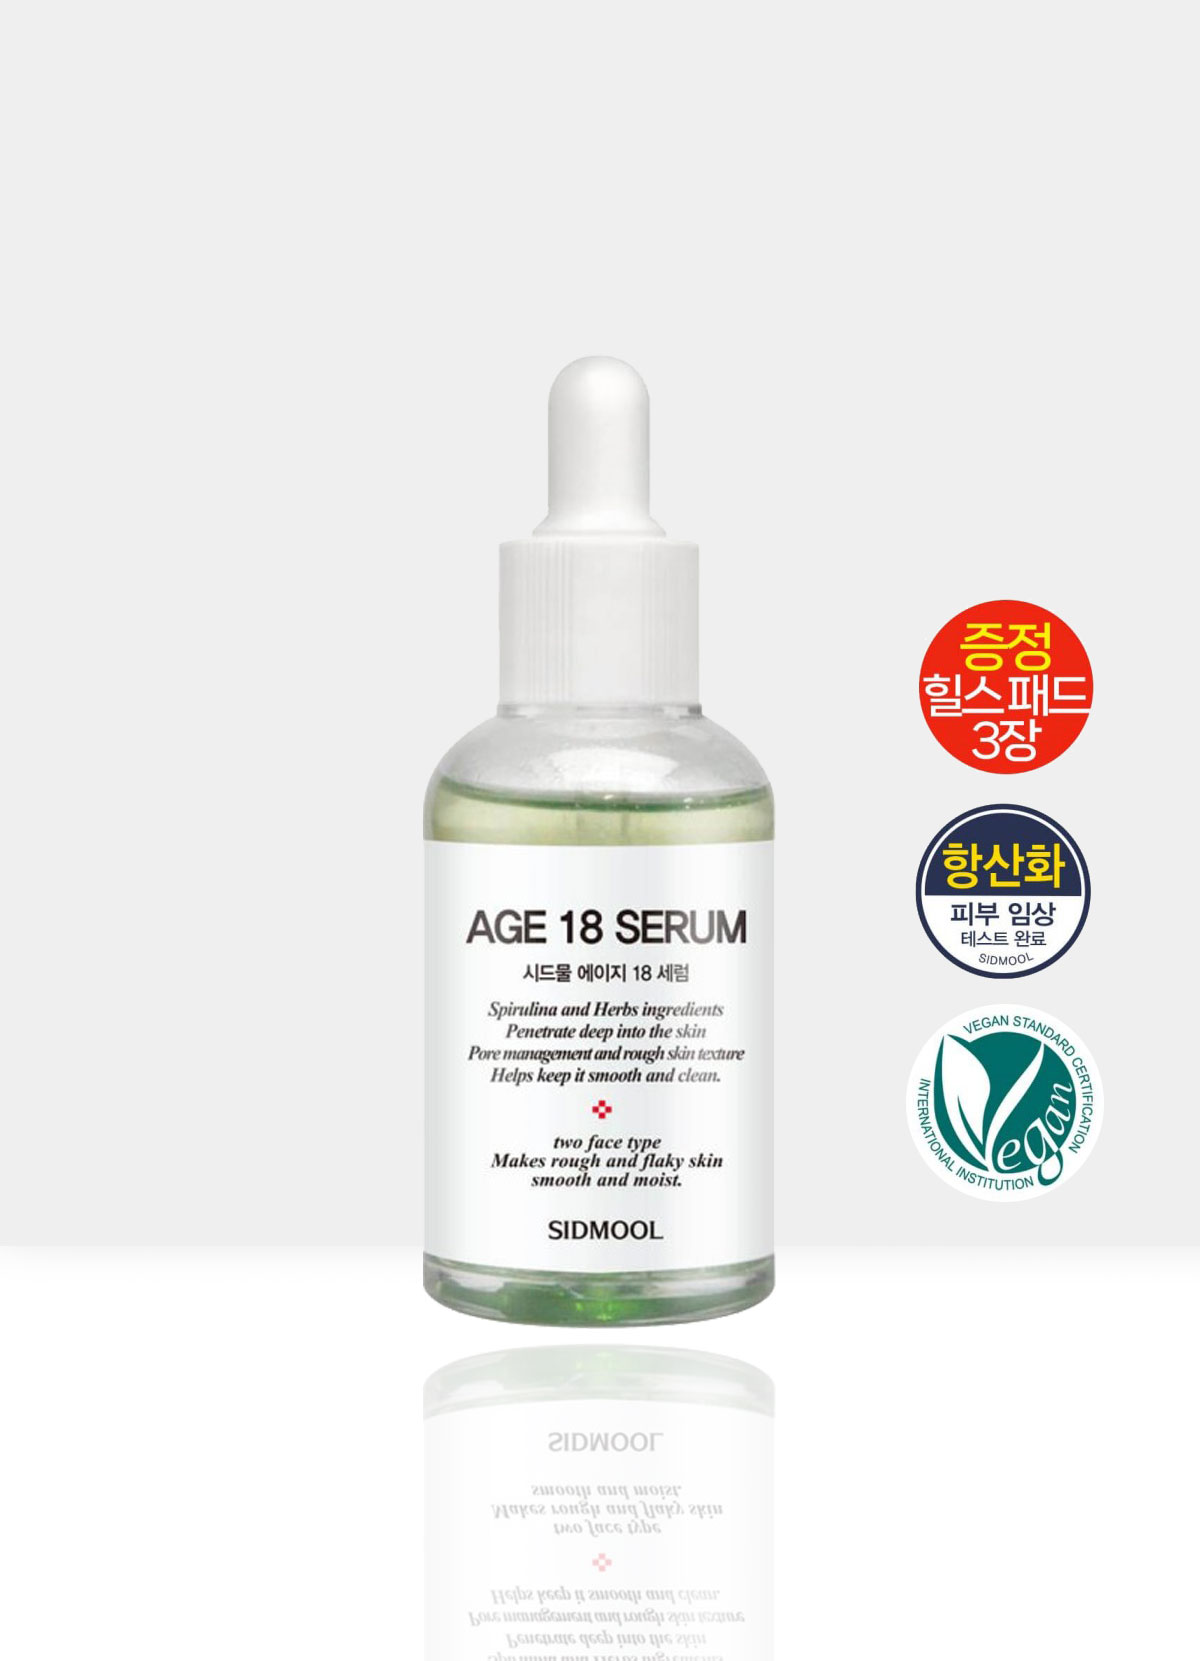 AGE 18 SERUM
시드물 에이지 18 세럼
Spirulina and Herbs ingredients
Penetrate deep into the skin
Pore management and rough skin texture
Helps keep it smooth and clean.
two face type
Makes rough and flaky skin
smooth and moist.
SIDMOOL
증정
힐스패드
3장
항산화
피부 임상
테스트 완료
SIDMOOL
VEGAN STANDARD CERTIFICATION
INTERNATIONAL INSTITUTION
Vegan